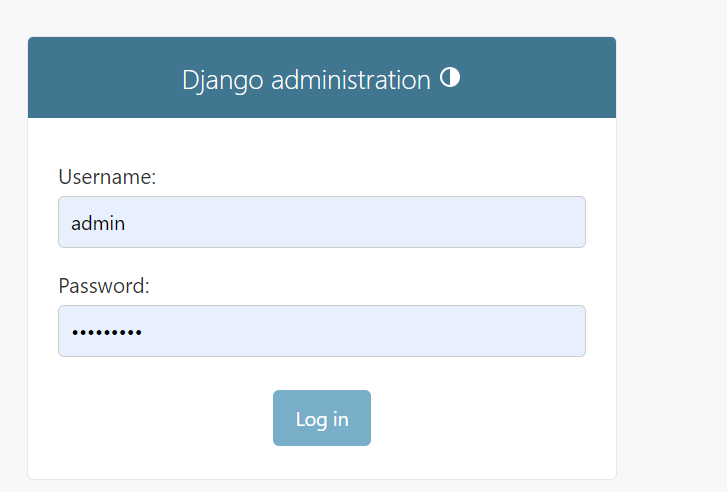 Django administration
Username:
admin
Password:
•••••••••
Log in